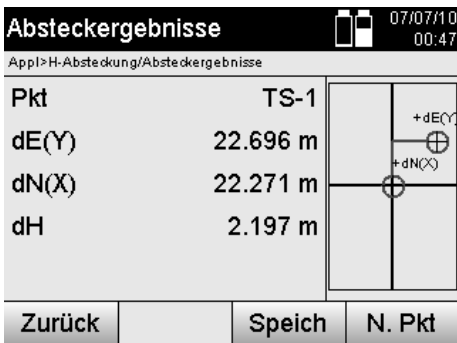 Absteckergebnisse 07/07/10 00:47
Appl>H-Absteckung/Absteckergebnisse
Pkt TS-1
dE(Y) 22.696 m
dN(X) 22.271 m
dH 2.197 m
+dE(Y)
+dN(X)
Zurück Speich N. Pkt